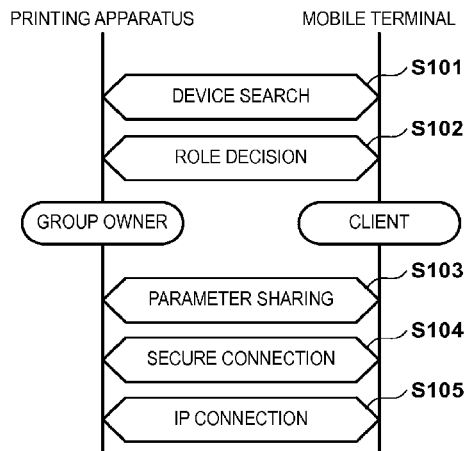 PRINTING APPARATUS
MOBILE TERMINAL
S101
DEVICE SEARCH
S102
ROLE DECISION
GROUP OWNER
CLIENT
S103
PARAMETER SHARING
S104
SECURE CONNECTION
S105
IP CONNECTION